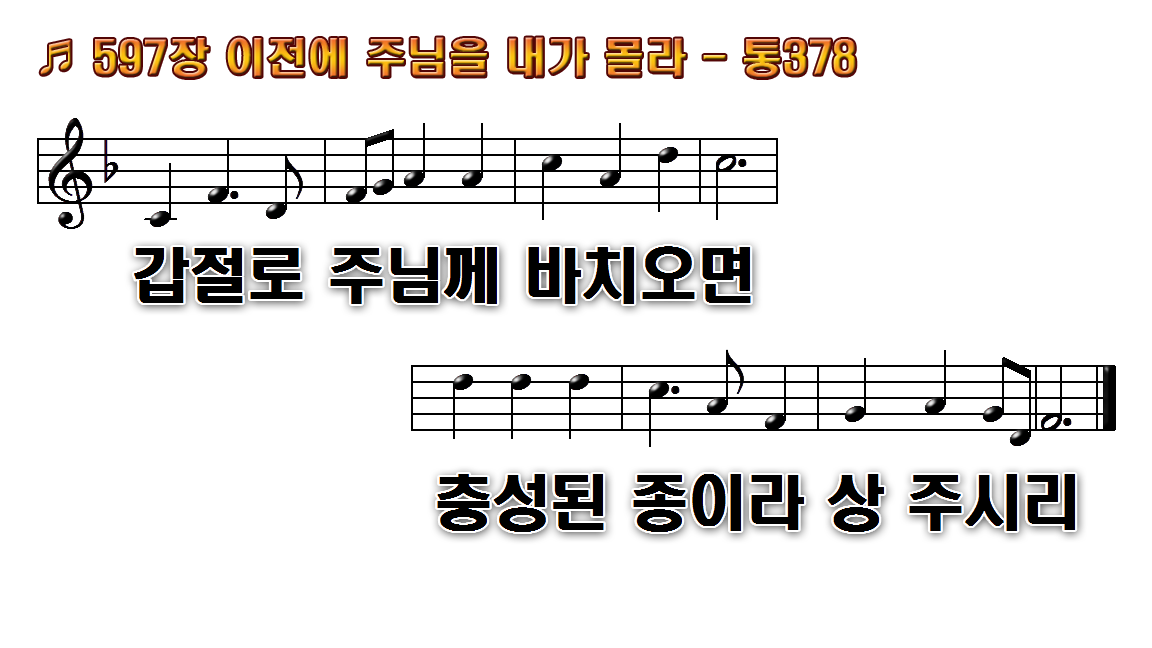 ♬ 597장 이전에 주님을 내가 몰라 - 통378
갑절로 주님께 바치오면
충성된 종이라 상 주시리